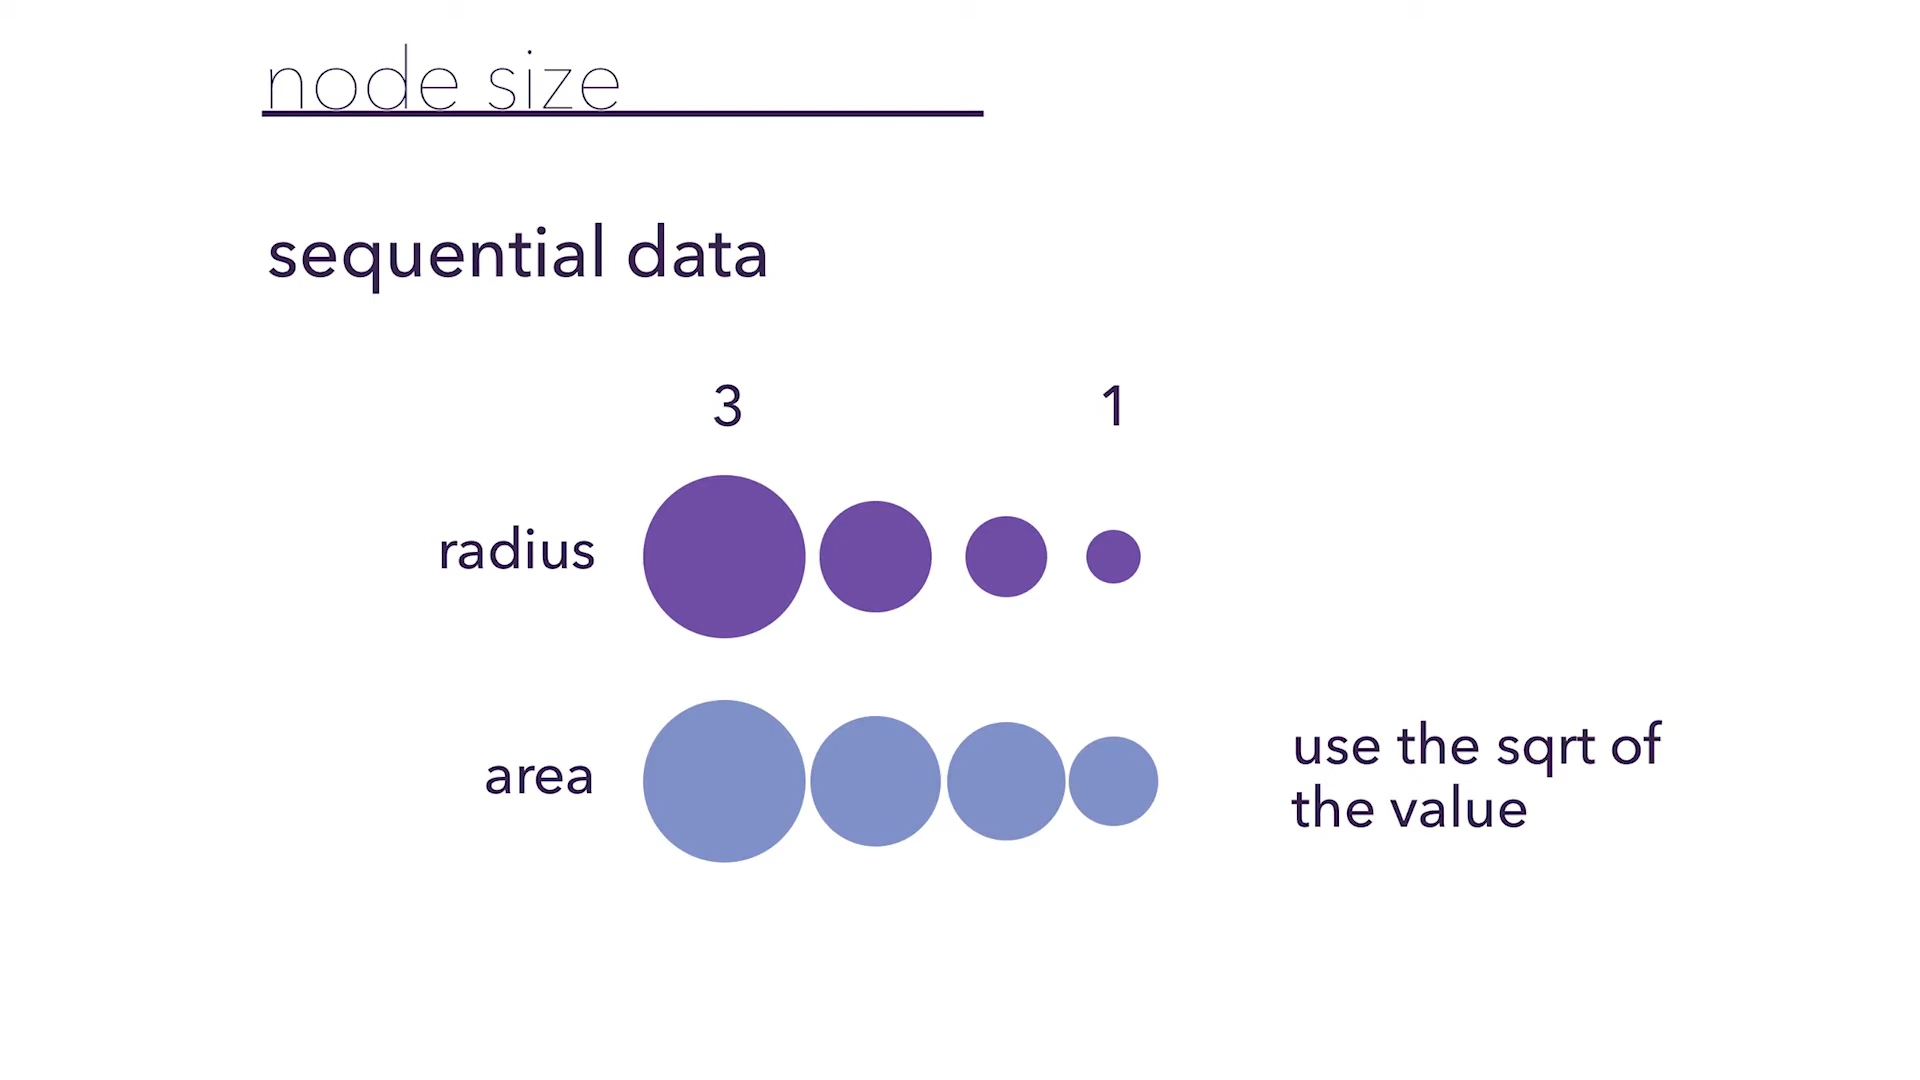 node size
sequential data
3 1
radius
area
use the sqrt of
the value